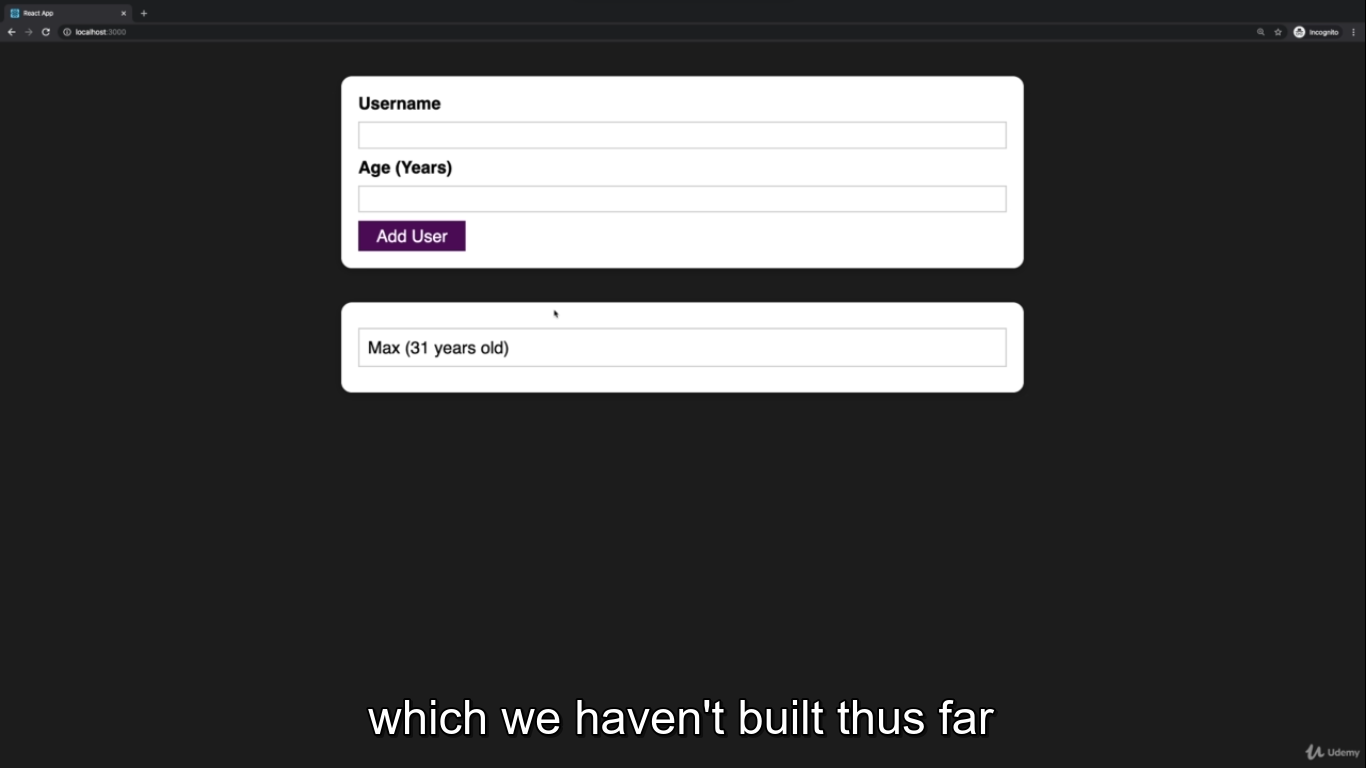 React App
localhost:3000
Incognito
Username
Age (Years)
Add User
Max (31 years old)
which we haven't built thus far
Udemy